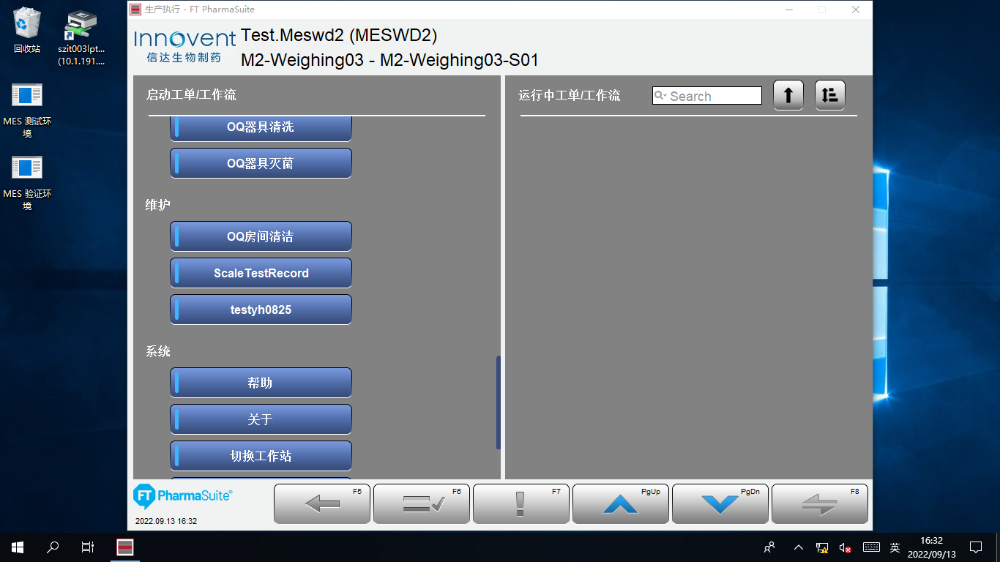 生产执行 - FT PharmaSuite
回收站
szit003lpt...
(10.1.191....
MES 测试环
境
MES 验证环
境
Innovent
信达生物制药
Test.Meswd2 (MESWD2)
M2-Weighing03 - M2-Weighing03-S01
启动工单/工作流
OQ器具清洗
OQ器具灭菌
维护
OQ房间清洁
ScaleTestRecord
testyh0825
系统
帮助
关于
切换工作站
运行中工单/工作流
Search
FT PharmaSuite®
2022.09.13 16:32
F5
F6
F7
PgUp
PgDn
F8
英
16:32
2022/09/13